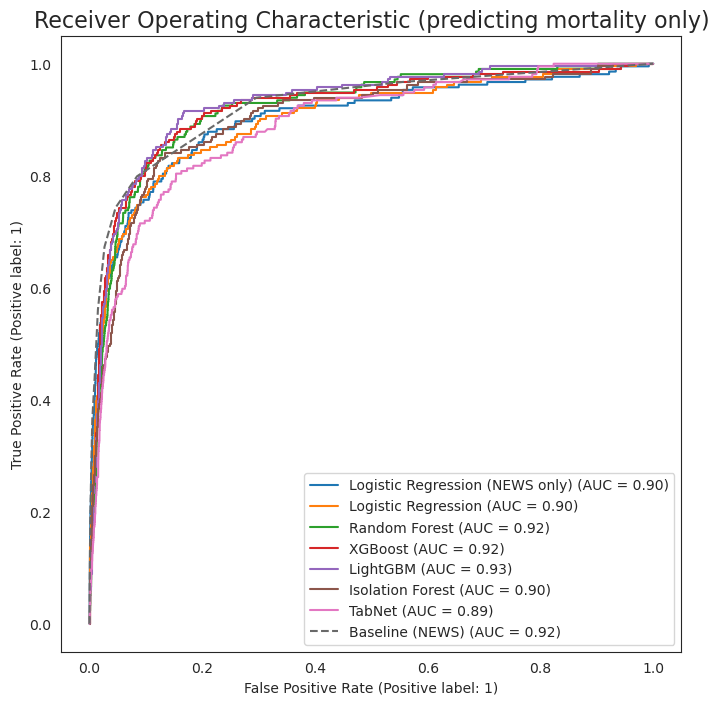 Receiver Operating Characteristic (predicting mortality only)
1.0
0.8
0.6
0.4
0.2
0.0
True Positive Rate (Positive label: 1)
Logistic Regression (NEWS only) (AUC = 0.90)
Logistic Regression (AUC = 0.90)
Random Forest (AUC = 0.92)
XGBoost (AUC = 0.92)
LightGBM (AUC = 0.93)
Isolation Forest (AUC = 0.90)
TabNet (AUC = 0.89)
Baseline (NEWS) (AUC = 0.92)
0.0 0.2 0.4 0.6 0.8 1.0
False Positive Rate (Positive label: 1)